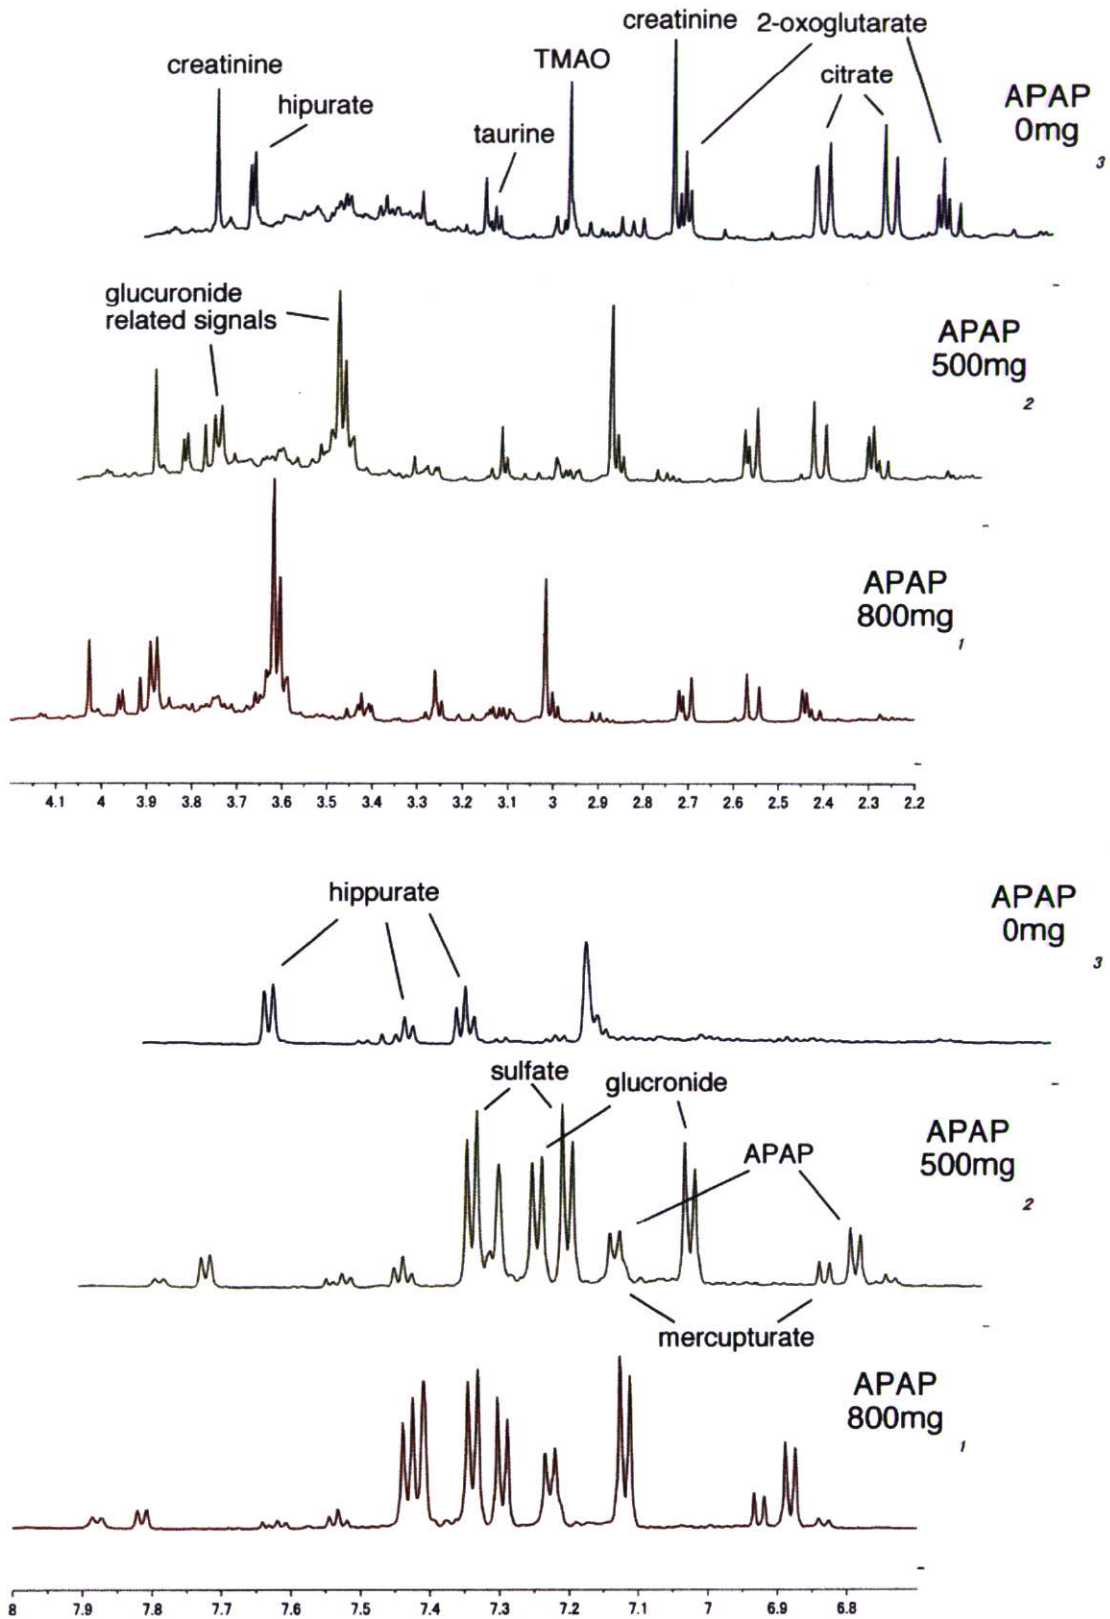 creatinine 2-oxoglutarate
creatinine
TMAO
citrate
hipurate
taurine
APAP
0mg
3
glucuronide
related signals
APAP
500mg
2
APAP
800mg
1
4.1 4 3.9 3.8 3.7 3.6 3.5 3.4 3.3 3.2 3.1 3 2.9 2.8 2.7 2.6 2.5 2.4 2.3 2.2
hippurate
APAP
0mg
3
sulfate
glucronide
APAP
APAP
500mg
2
mercupturate
APAP
800mg
1
8 7.9 7.8 7.7 7.6 7.5 7.4 7.3 7.2 7.1 7 6.9 6.8